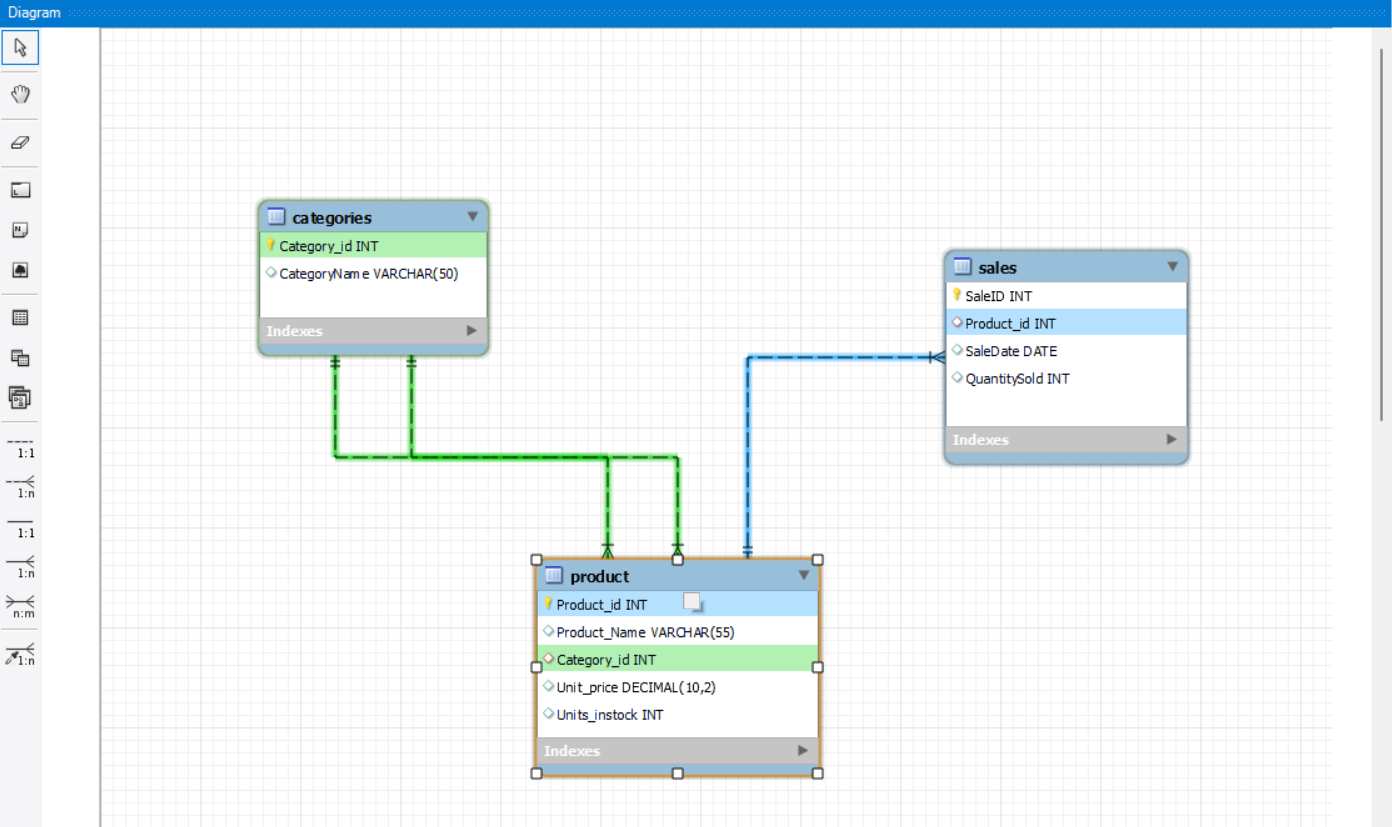 Diagram
categories
Category_id INT
CategoryName VARCHAR(50)
Indexes
sales
SaleID INT
Product_id INT
SaleDate DATE
QuantitySold INT
Indexes
product
Product_id INT
Product_Name VARCHAR(55)
Category_id INT
Unit_price DECIMAL(10,2)
Units_instock INT
Indexes
1:1
1:n
1:1
1:n
n:m
1:n